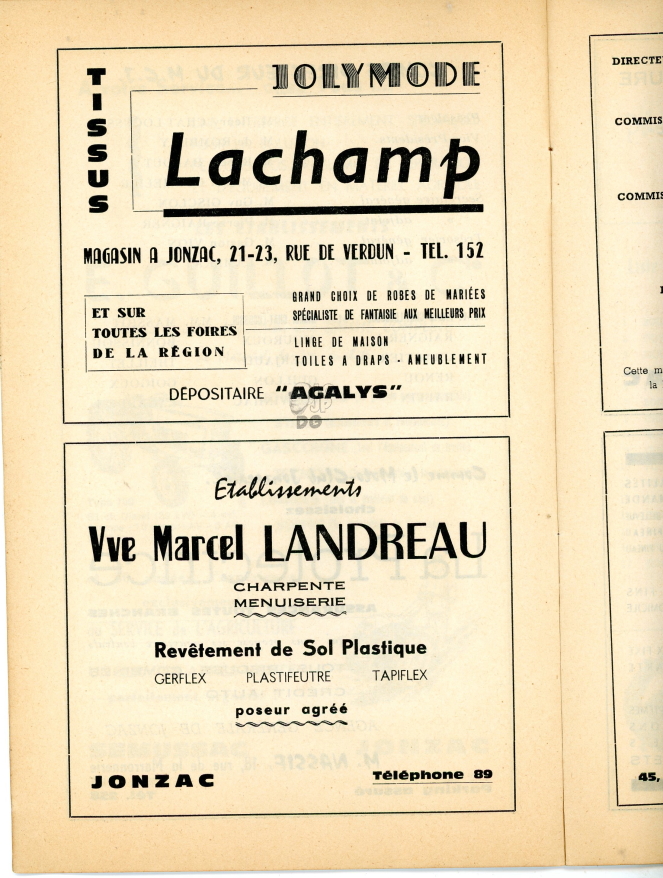 TISSUS
JOLYMODE
Lachamp
MAGASIN A JONZAC, 21-23, RUE DE VERDUN - TEL. 152
ET SUR
TOUTES LES FOIRES
DE LA RÉGION
GRAND CHOIX DE ROBES DE MARIÉES
SPÉCIALISTE DE FANTAISIE AUX MEILLEURS PRIX
LINGE DE MAISON
TOILES A DRAPS - AMEUBLEMENT
DÉPOSITAIRE "AGALYS"
Etablissements
Vve Marcel LANDREAU
CHARPENTE
MENUISERIE
Revêtement de Sol Plastique
GERFLEX PLASTIFEUTRE TAPIFLEX
poseur agréé
JONZAC
Téléphone 89
DIRECTE
COMMIS
COMMIS
Cette m
la
45,